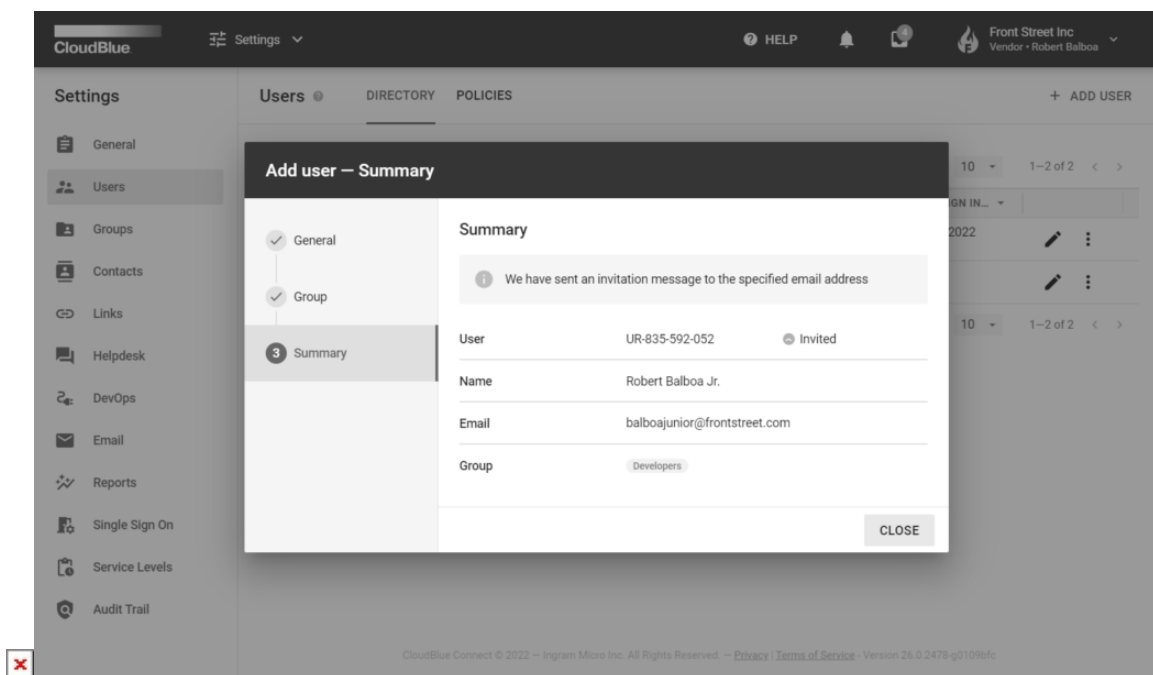 CloudBlue
Settings
HELP
4
Front Street Inc
Vendor • Robert Balboa
Settings
Users
DIRECTORY
POLICIES
+ ADD USER
General
Users
Groups
Contacts
Links
Helpdesk
DevOps
Email
Reports
Single Sign On
Service Levels
Audit Trail
10
1—2 of 2
GN IN...
2022
10
1—2 of 2
Add user — Summary
General
Group
3 Summary
Summary
We have sent an invitation message to the specified email address
User UR-835-592-052 Invited
Name Robert Balboa Jr.
Email balboajunior@frontstreet.com
Group Developers
CLOSE
CloudBlue Connect © 2022 — Ingram Micro Inc. All Rights Reserved. — Privacy | Terms of Service - Version 26.0.2478-g0109bfc